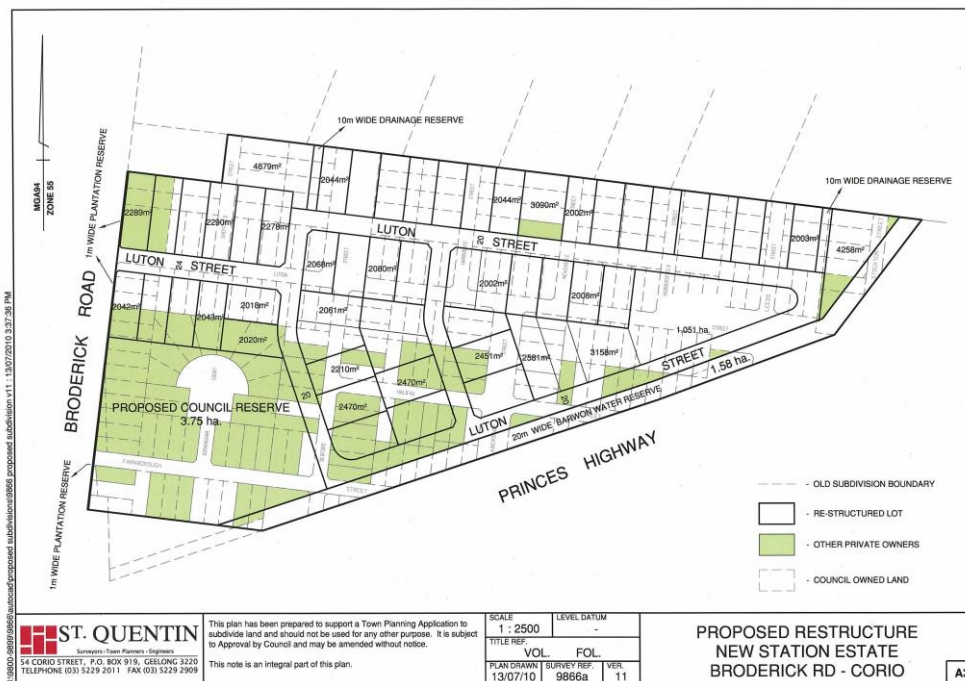 MGA94
ZONE 55
10m WIDE DRAINAGE RESERVE
10m WIDE DRAINAGE RESERVE
1m WIDE PLANTATION RESERVE
1m WIDE PLANTATION RESERVE
BRODERICK ROAD
4879m²
2044m²
2044m²
3090m²
2002m²
2003m²
4258m²
2289m²
2290m²
2278m²
LUTON STREET
20
LUTON 24 STREET
LUTON
2068m²
2080m²
2002m²
2008m²
2042m²
2043m²
2018m²
2020m²
2061m²
2210m²
2470m²
2470m²
2451m²
2581m²
3158m²
1.051 ha.
1.58 ha.
20
20
HALIFAX
LUTON STREET
20m WIDE BARWON WATER RESERVE
PROPOSED COUNCIL RESERVE
3.75 ha.
FARNBOROUGH
STREET
PRINCES HIGHWAY
- OLD SUBDIVISION BOUNDARY
- RE-STRUCTURED LOT
- OTHER PRIVATE OWNERS
- COUNCIL OWNED LAND
ST. QUENTIN
Surveyors - Town Planners - Engineers
54 CORIO STREET, P.O. BOX 919, GEELONG 3220
TELEPHONE (03) 5229 2011 FAX (03) 5229 2909
This plan has been prepared to support a Town Planning Application to
subdivide land and should not be used for any other purpose. It is subject
to Approval by Council and may be amended without notice.
This note is an integral part of this plan.
SCALE
1 : 2500
LEVEL DATUM
-
TITLE REF.
VOL. FOL.
PLAN DRAWN
13/07/10
SURVEY REF.
9866a
VER.
11
PROPOSED RESTRUCTURE
NEW STATION ESTATE
BRODERICK RD - CORIO